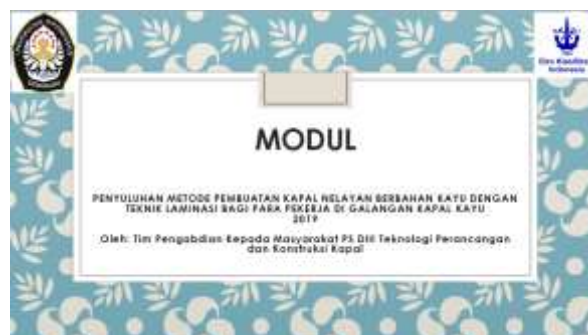 MODUL
PENYULUHAN METODE PEMBUATAN KAPAL NELAYAN BERBAHAN KAYU DENGAN
TEKNIK LAMINASI BAGI PARA PEKERJA DI GALANGAN KAPAL KAYU
2019
Oleh: Tim Pengabdian Kepada Masyarakat PS DIII Teknologi Perancangan
dan Konstruksi Kapal
Indonesia